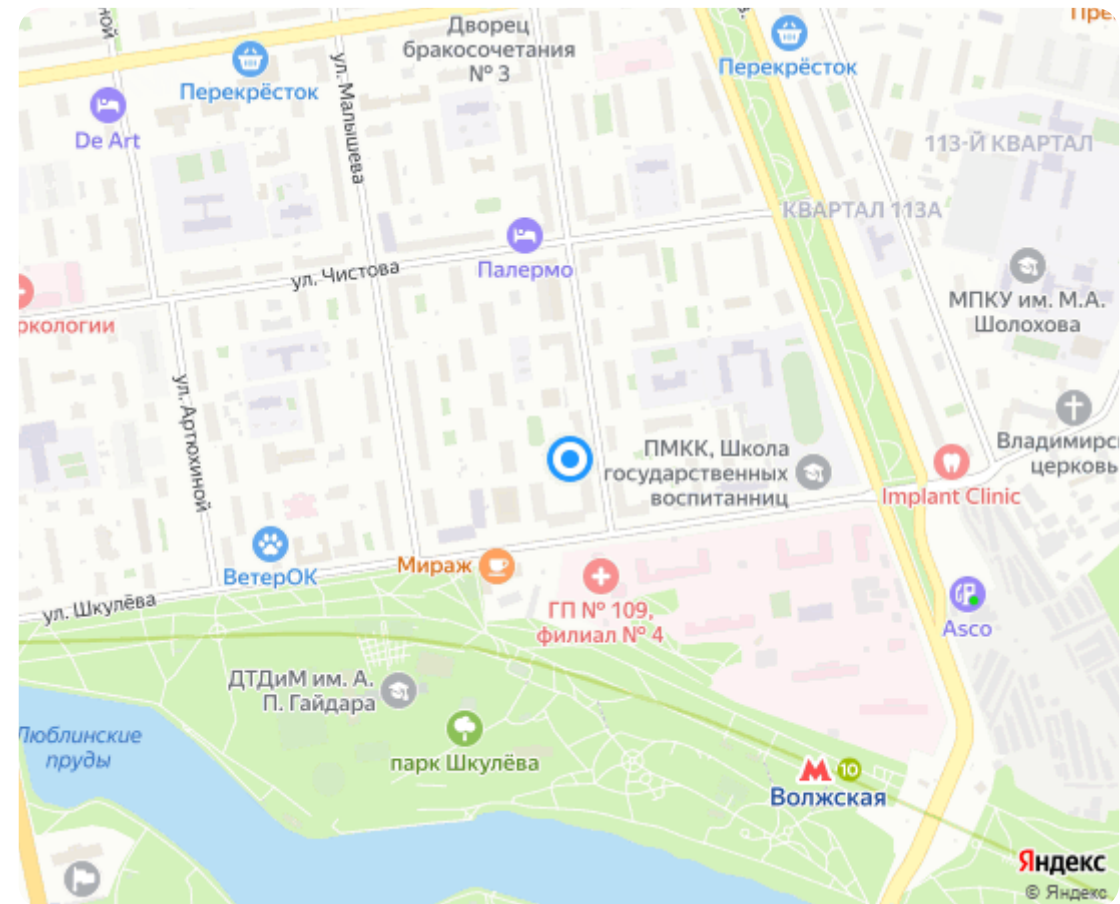 Дворец
бракосочетания
№ 3
Перекрёсток
Перекрёсток
De Art
ул. Малышева
113-Й КВАРТАЛ
КВАРТАЛ 113А
Палермо
ул. Чистова
МПКУ им. М.А.
Шолохова
ркологии
ул. Артюхиной
ПМКК, Школа
государственных
воспитанниц
Владимирс
церковь
Implant Clinic
ВетерОК
Мираж
ул. Шкулёва
ГП № 109,
филиал № 4
Asco
ДТДиМ им. А.
П. Гайдара
Люблинские
пруды
парк Шкулёва
М 10
Волжская
Яндекс
© Яндекс